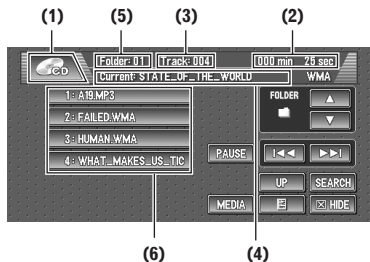 (1) (5) (3) (2)
CD Folder: 01 Track: 004 000 min 25 sec
Current: STATE_OF_THE_WORLD WMA
1: A19.MP3 FOLDER
2: FAILED.WMA
3: HUMAN.WMA
4: WHAT_MAKES_US_TIC PAUSE
UP SEARCH
MEDIA HIDE
(6) (4)